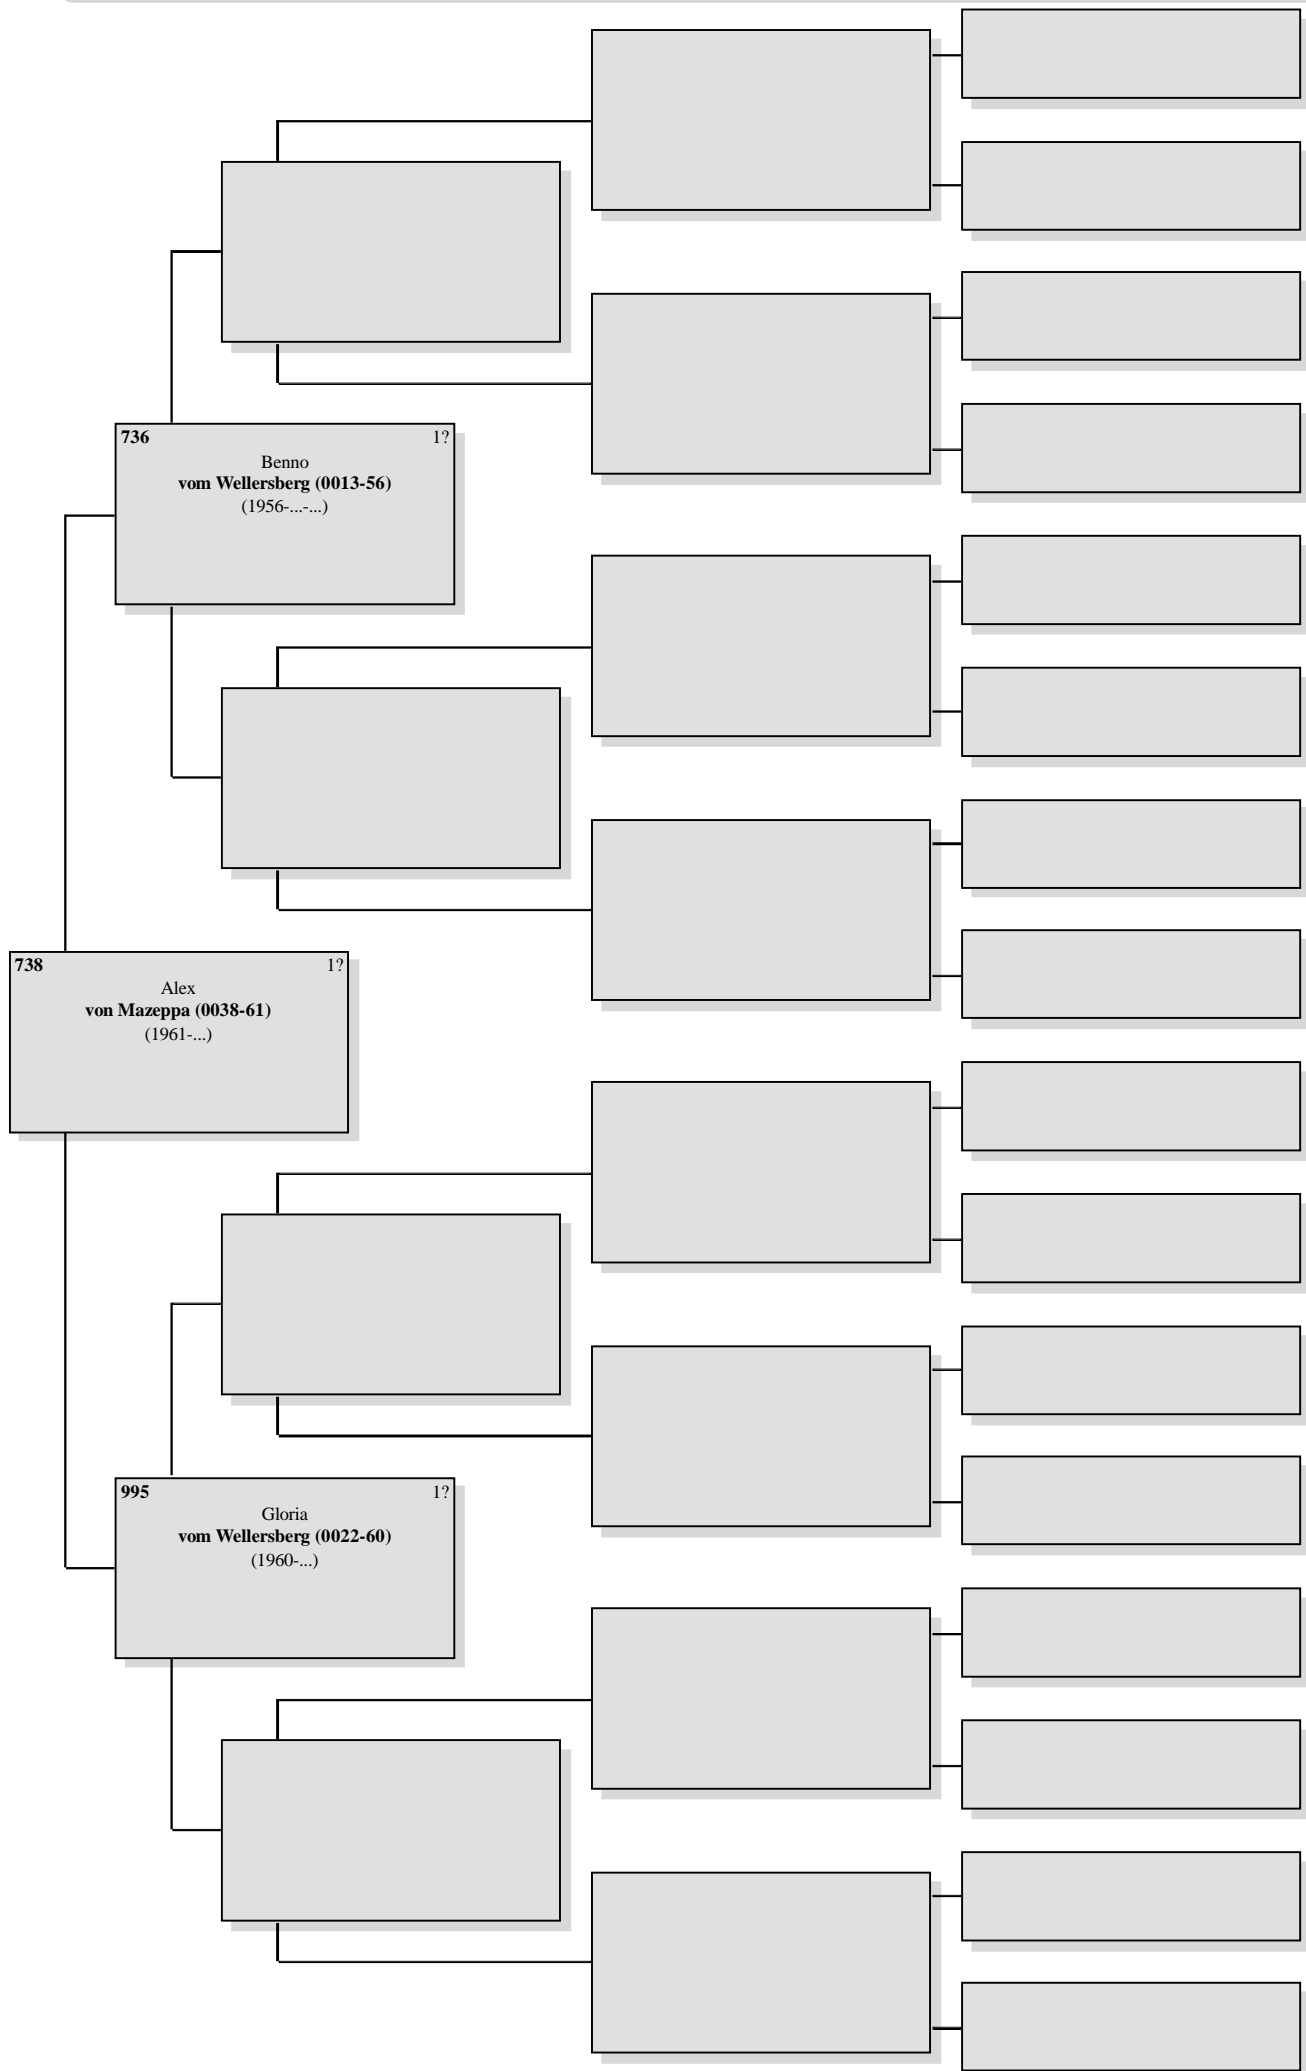 736 1?
Benno
vom Wellersberg (0013-56)
(1956-...-...)
738 1?
Alex
von Mazeppa (0038-61)
(1961-...)
995 1?
Gloria
vom Wellersberg (0022-60)
(1960-...)